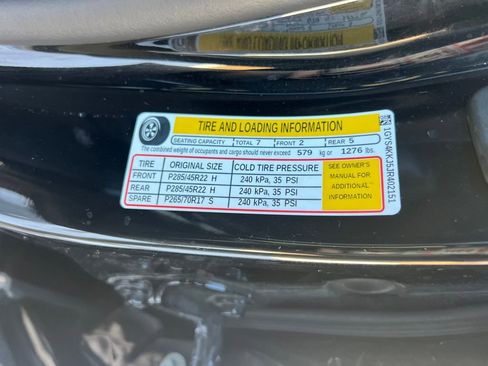 TIRE AND LOADING INFORMATION
SEATING CAPACITY TOTAL 7 FRONT 2 REAR 5
The combined weight of occupants and cargo should never exceed 579 kg or 1276 lbs.
TIRE ORIGINAL SIZE COLD TIRE PRESSURE
FRONT P285/45R22 H 240 kPa, 35 PSI
REAR P285/45R22 H 240 kPa, 35 PSI
SPARE P265/70R17 S 240 kPa, 35 PSI
SEE OWNER'S
MANUAL FOR
ADDITIONAL
INFORMATION
1GYS4KKJ5JR402151